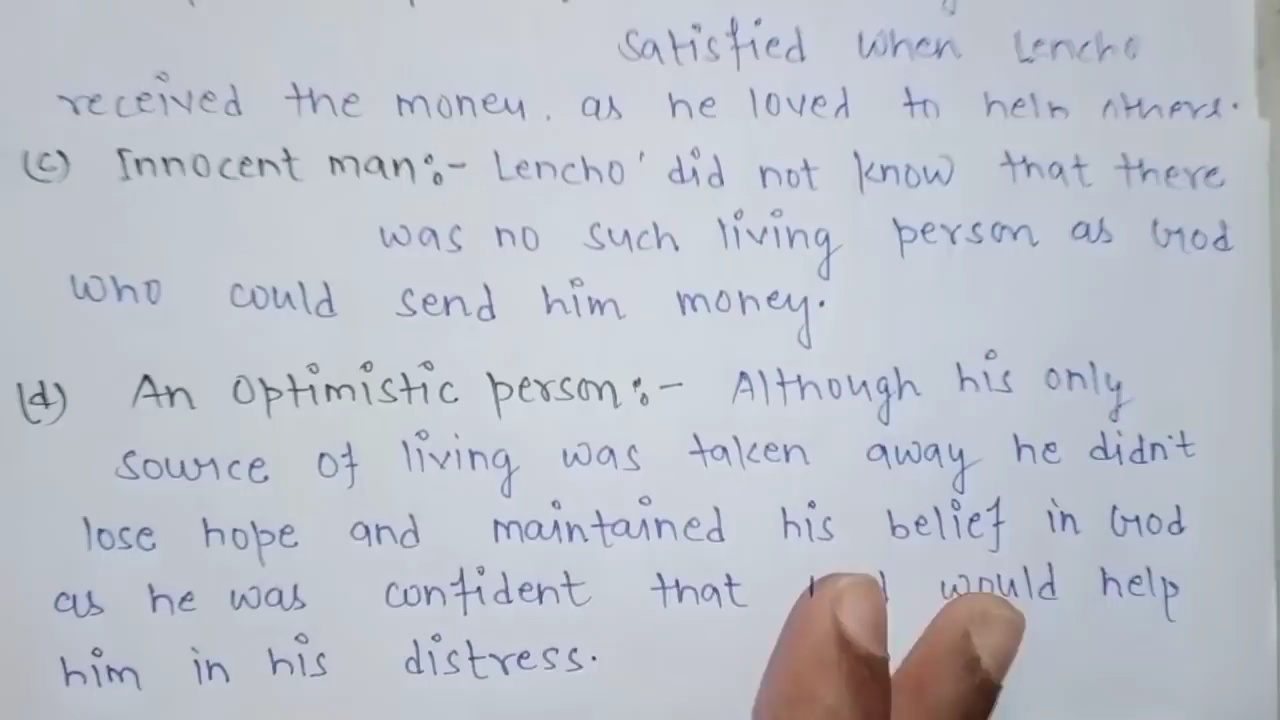 satisfied when Lencho
received the money. as he loved to help others.
(c) Innocent man:- Lencho' did not know that there
was no such living person as God
who could send him money.
(d) An Optimistic person:- Although his only
source of living was taken away he didn't
lose hope and maintained his belief in God
as he was confident that would help
him in his distress.